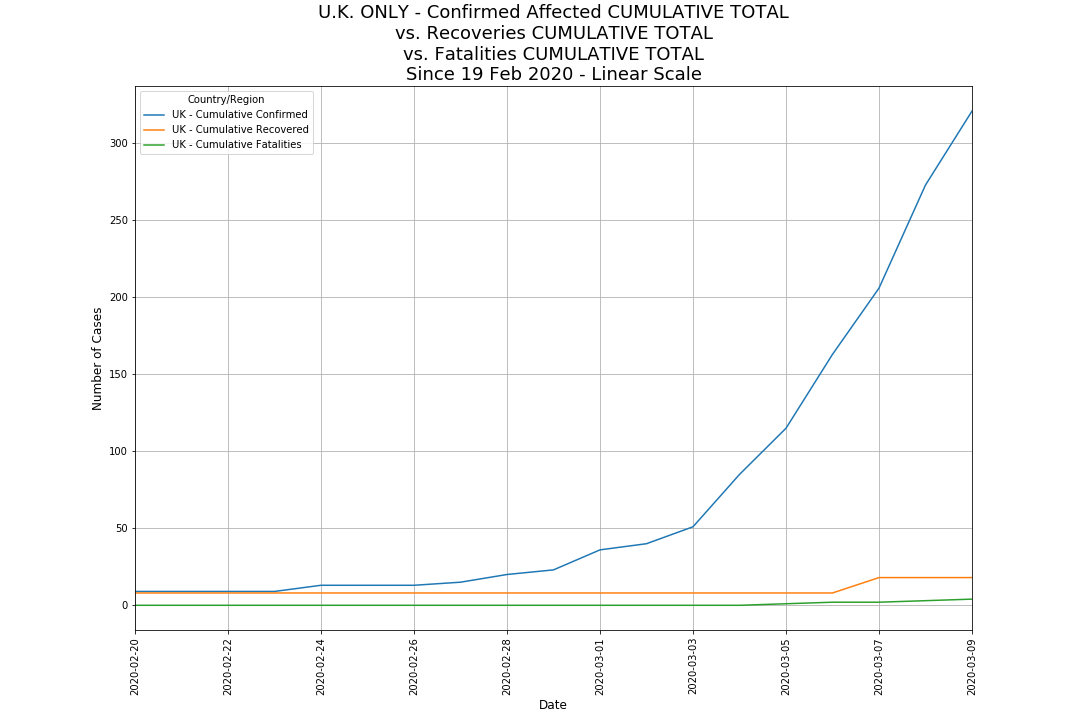 U.K. ONLY - Confirmed Affected CUMULATIVE TOTAL
vs. Recoveries CUMULATIVE TOTAL
vs. Fatalities CUMULATIVE TOTAL
Since 19 Feb 2020 - Linear Scale
Country/Region
UK - Cumulative Confirmed
UK - Cumulative Recovered
UK - Cumulative Fatalities
Number of Cases
300
250
200
150
100
50
0
2020-02-20
2020-02-22
2020-02-24
2020-02-26
2020-02-28
2020-03-01
2020-03-03
2020-03-05
2020-03-07
2020-03-09
Date